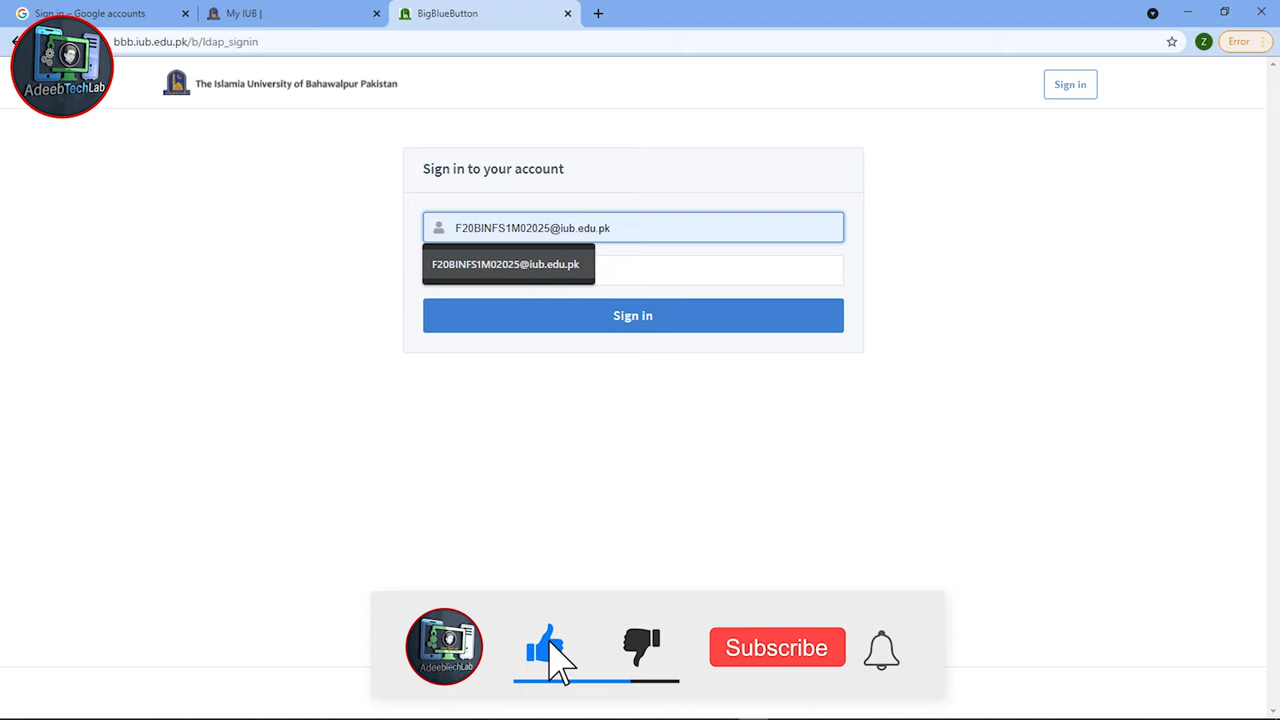 Sign in – Google accounts
My IUB |
BigBlueButton
bbb.iub.edu.pk/b/ldap_signin
Z
Error
AdeebTechLab
The Islamia University of Bahawalpur Pakistan
Sign in
Sign in to your account
F20BINFS1M02025@iub.edu.pk
F20BINFS1M02025@iub.edu.pk
Sign in
AdeebTechLab
Subscribe